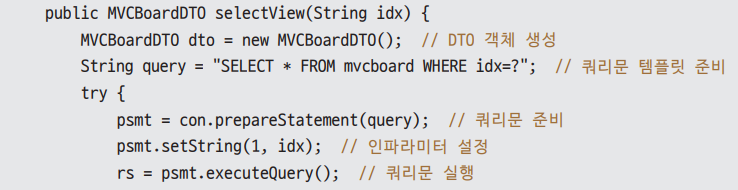 public MVCBoardDTO selectView(String idx) {
MVCBoardDTO dto = new MVCBoardDTO();  // DTO 객체 생성
String query = "SELECT * FROM mvcboard WHERE idx=?";  // 쿼리문 템플릿 준비
try {
psmt = con.prepareStatement(query);  // 쿼리문 준비
psmt.setString(1, idx);  // 인파라미터 설정
rs = psmt.executeQuery();  // 쿼리문 실행